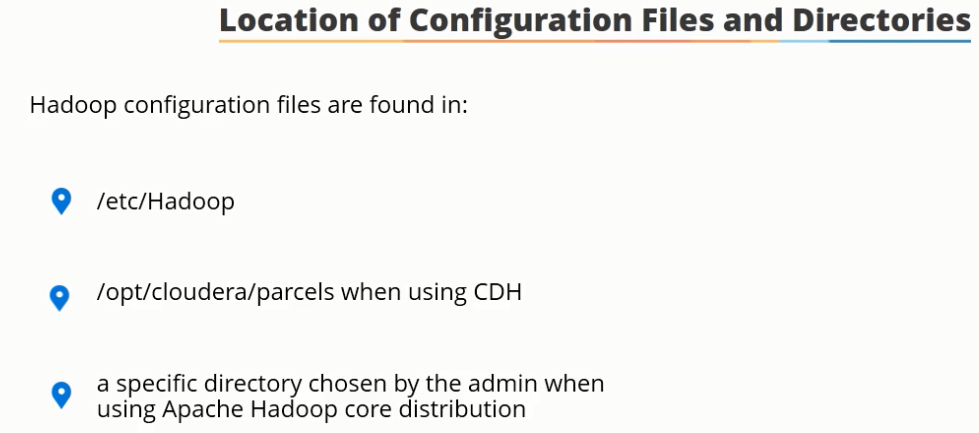 Location of Configuration Files and Directories
Hadoop configuration files are found in:
/etc/Hadoop
/opt/cloudera/parcels when using CDH
a specific directory chosen by the admin when
using Apache Hadoop core distribution